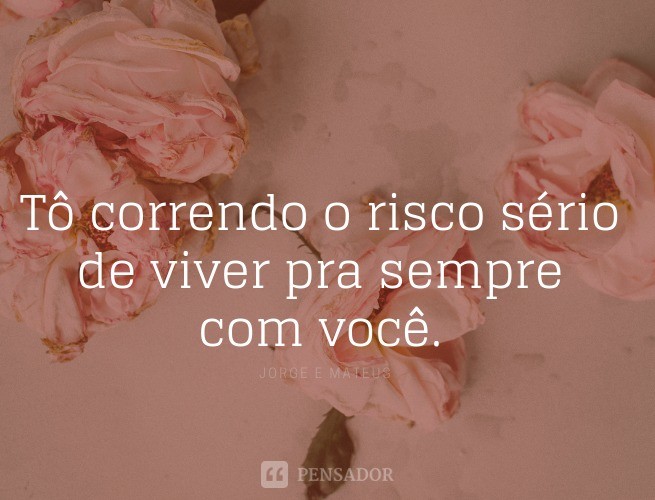 Tô correndo o risco sério
de viver pra sempre
com você.
JORGE E MATEUS
PENSADOR